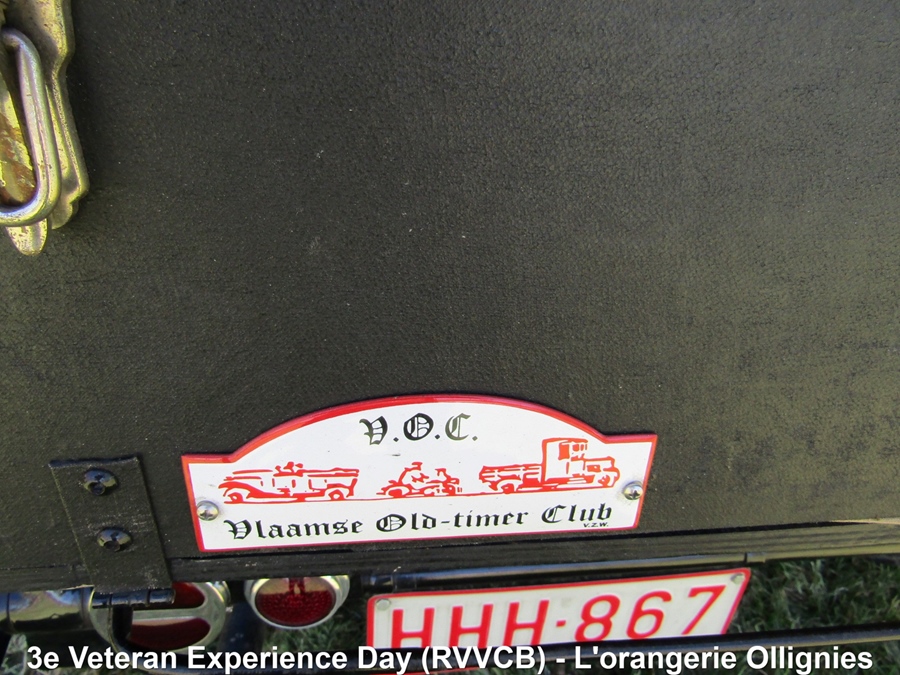 V.O.C.
Vlaamse Old-timer Club
V.Z.W.
HHH·867
3e Veteran Experience Day (RVVCB) - L'orangerie Ollignies